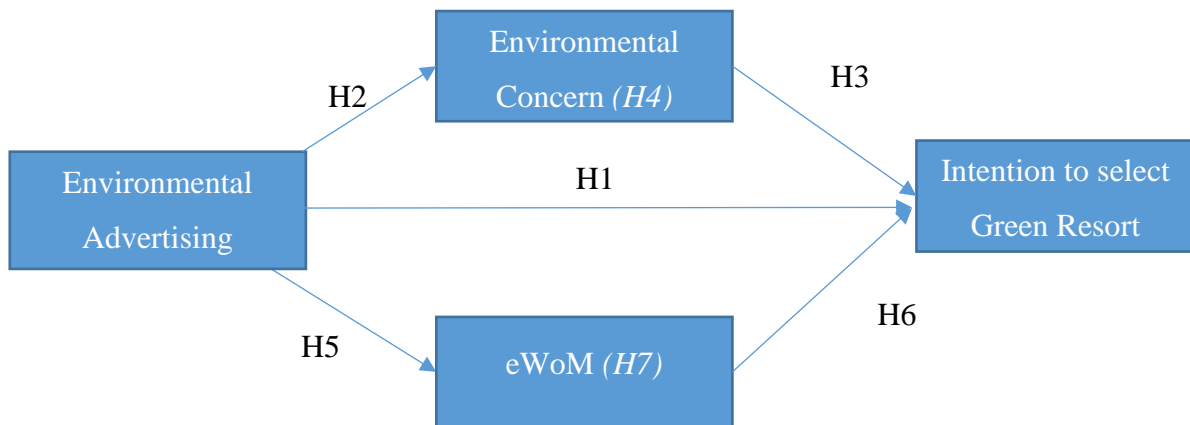 Environmental
Concern (H4)
H2
H3
Environmental
Advertising
H1
Intention to select
Green Resort
H5
H6
eWoM (H7)